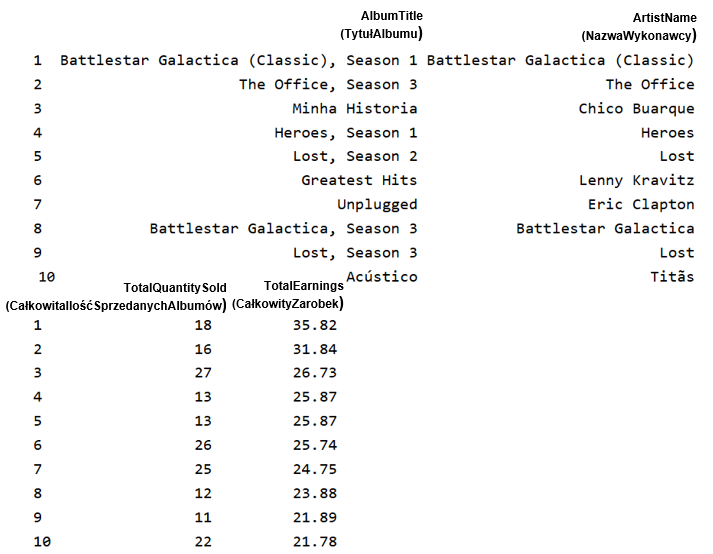 AlbumTitle ArtistName
(TytułAlbumu) (NazwaWykonawcy)
1 Battlestar Galactica (Classic), Season 1 Battlestar Galactica (Classic)
2 The Office, Season 3 The Office
3 Minha Historia Chico Buarque
4 Heroes, Season 1 Heroes
5 Lost, Season 2 Lost
6 Greatest Hits Lenny Kravitz
7 Unplugged Eric Clapton
8 Battlestar Galactica, Season 3 Battlestar Galactica
9 Lost, Season 3 Lost
10 Acústico Titãs
TotalQuantitySold TotalEarnings
(CałkowitaIlośćSprzedanychAlbumów) (CałkowityZarobek)
1 18 35.82
2 16 31.84
3 27 26.73
4 13 25.87
5 13 25.87
6 26 25.74
7 25 24.75
8 12 23.88
9 11 21.89
10 22 21.78